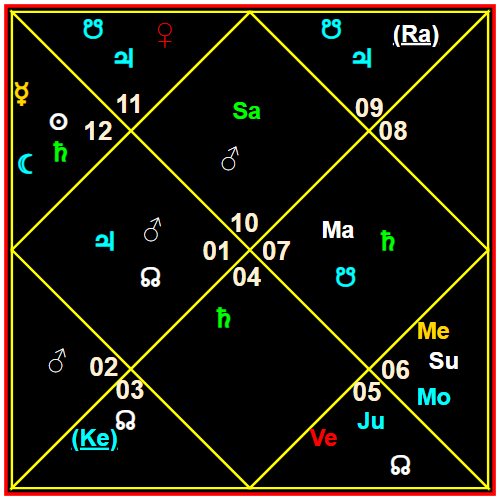 ☋ ♀ ☋ (Ra)
♃ ♃
☿ 11 Sa 09
☉ 12 08
☾ ♄ ♂
10 Ma ♄
♃ ♂ 01 07
☊ 04 ☋
♄
Me
♂ 02 06 Su
03 05 Mo
☊ Ju
(Ke) Ve
☊